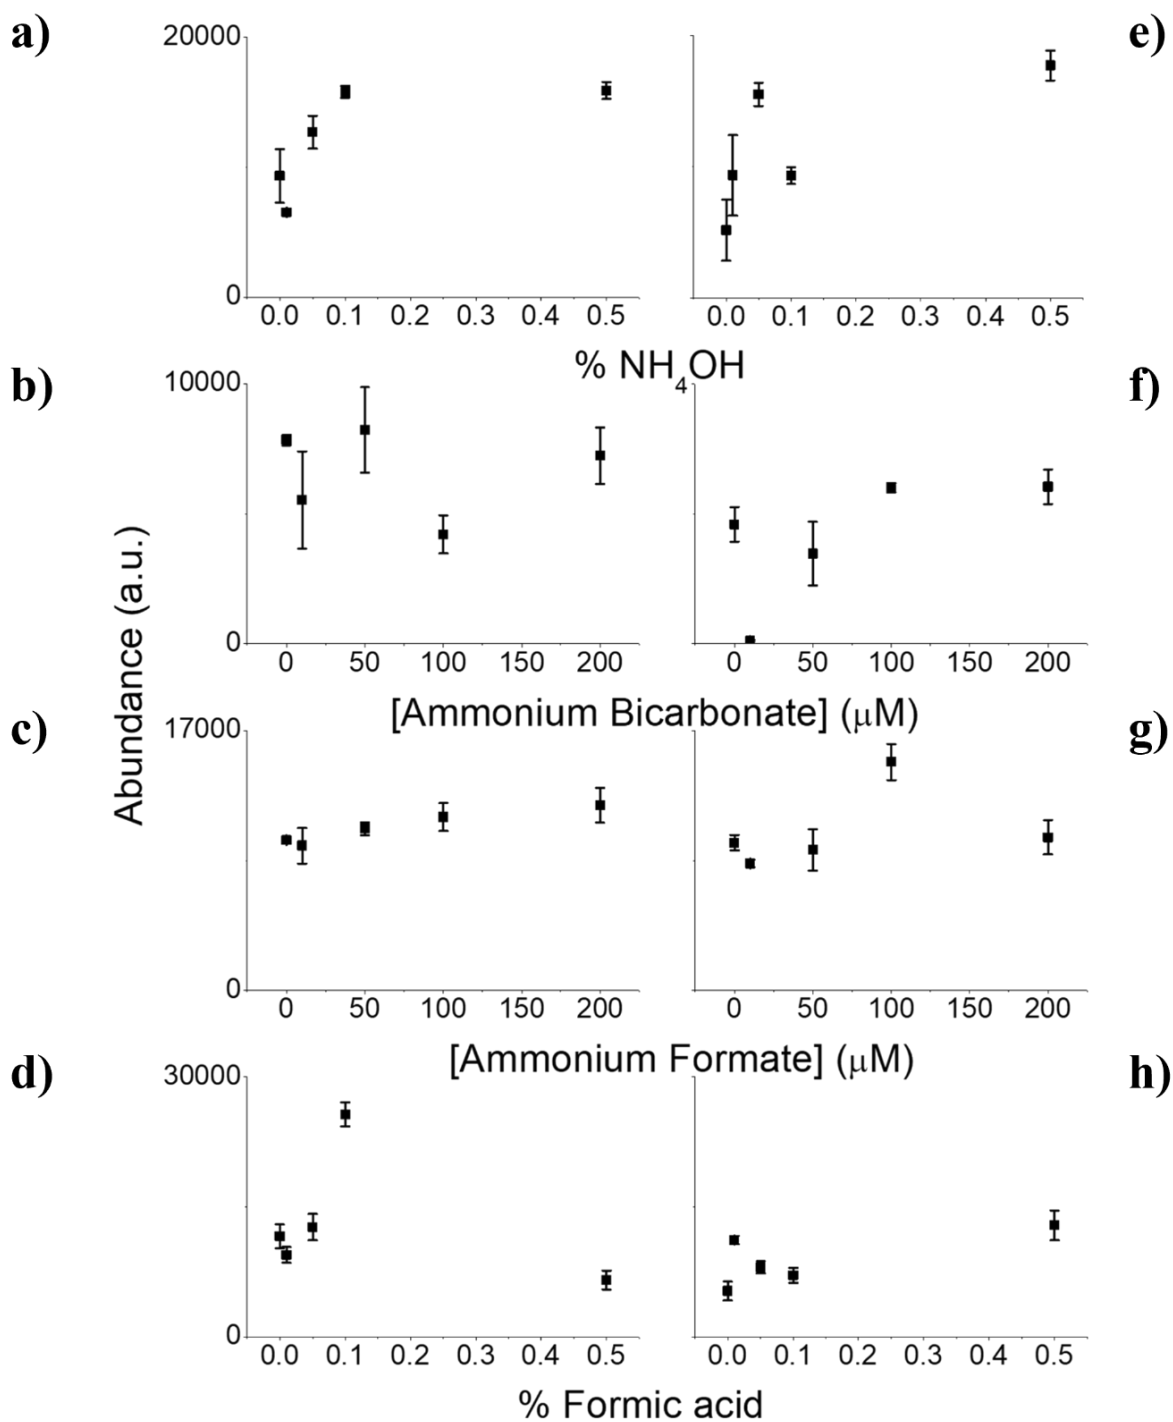 a)
e)
20000
0
0.0 0.1 0.2 0.3 0.4 0.5
0.0 0.1 0.2 0.3 0.4 0.5
% NH4OH
b)
f)
10000
0
0 50 100 150 200
0 50 100 150 200
[Ammonium Bicarbonate] (μM)
Abundance (a.u.)
c)
g)
17000
0
0 50 100 150 200
0 50 100 150 200
[Ammonium Formate] (μM)
d)
h)
30000
0
0.0 0.1 0.2 0.3 0.4 0.5
0.0 0.1 0.2 0.3 0.4 0.5
% Formic acid